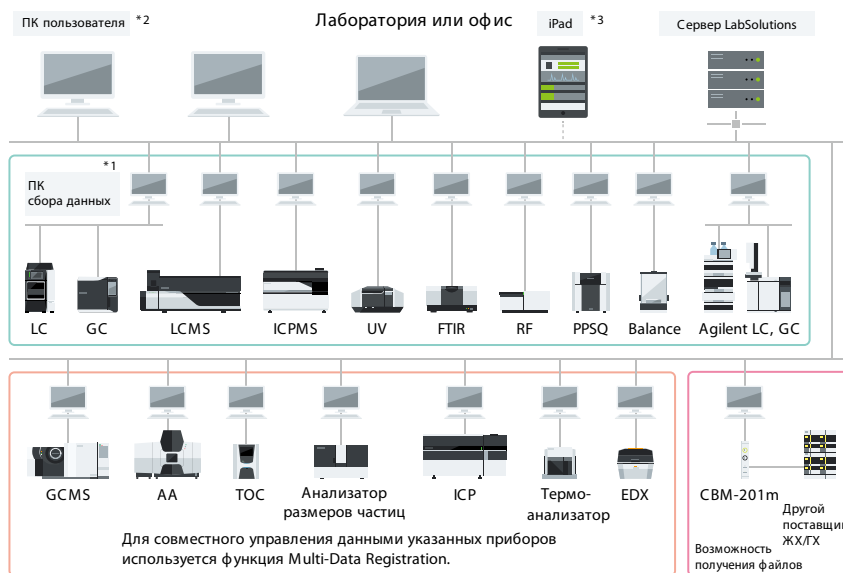 ПК пользователя *2
Лаборатория или офис
iPad *3
Сервер LabSolutions
*1
ПК
сбора данных
LC
GC
LCMS
ICPMS
UV
FTIR
RF
PPSQ
Balance
Agilent LC, GC
GCMS
AA
TOC
Анализатор
размеров частиц
ICP
Термо-
анализатор
EDX
CBM-201m
Другой
поставщик
ЖХ/ГХ
Возможность
получения файлов
Для совместного управления данными указанных приборов
используется функция Multi-Data Registration.